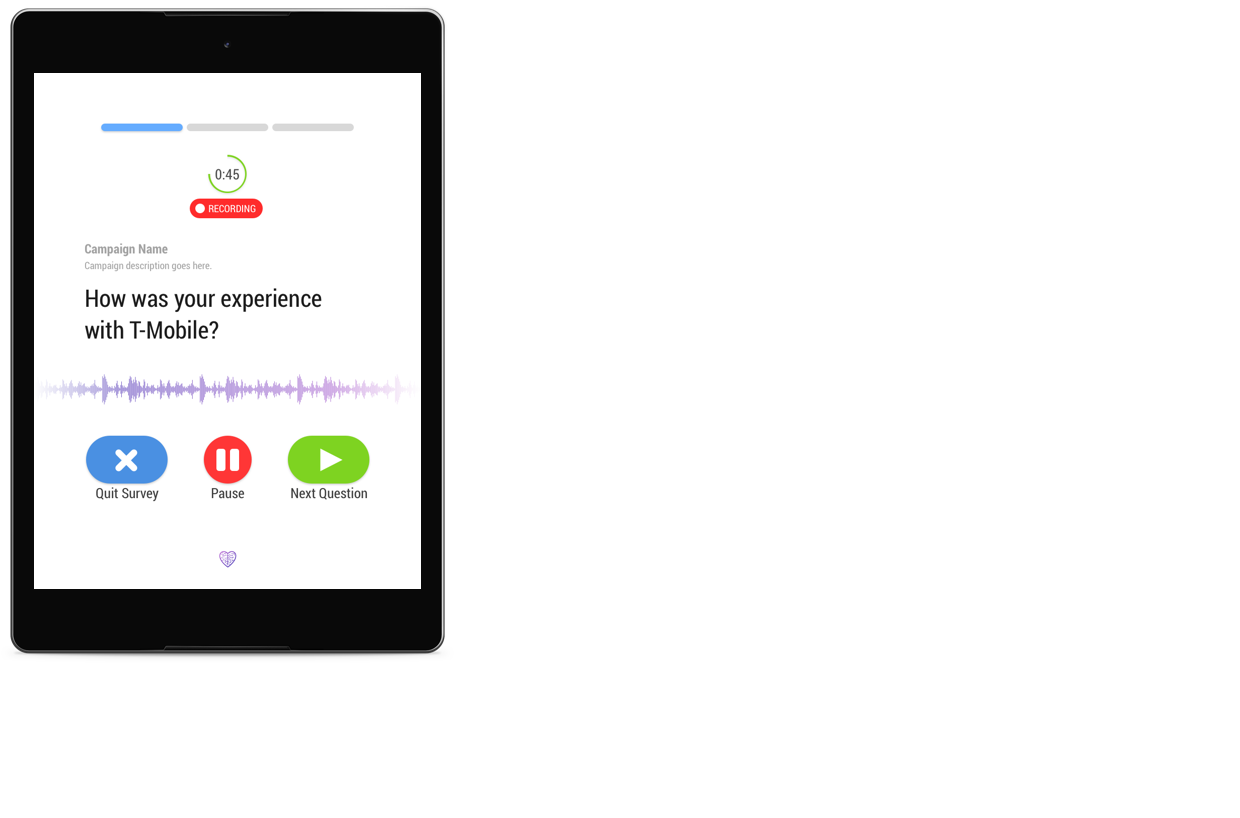 0:45
RECORDING
Campaign Name
Campaign description goes here.
How was your experience
with T-Mobile?
Quit Survey
Pause
Next Question